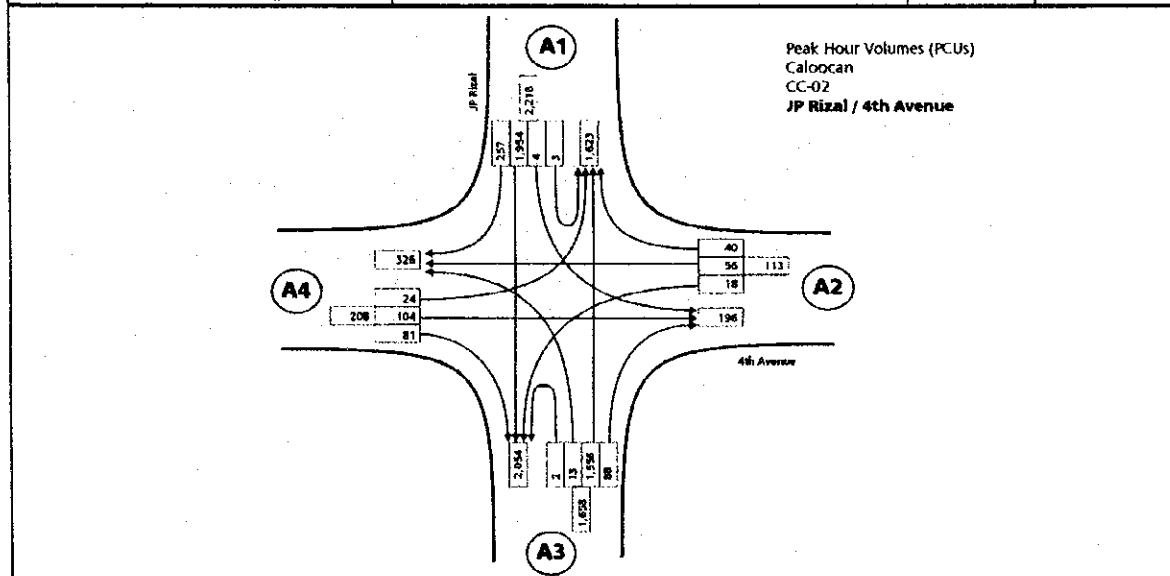 A1
Peak Hour Volumes (PCUs)
Caloocan
CC-02
JP Rizal / 4th Avenue
JP Rizal
2,218
257
1,954
4
3
1,623
40
326
56
113
A4
24
18
A2
208
104
196
81
4th Avenue
2,054
2
13
1,556
88
1,658
A3